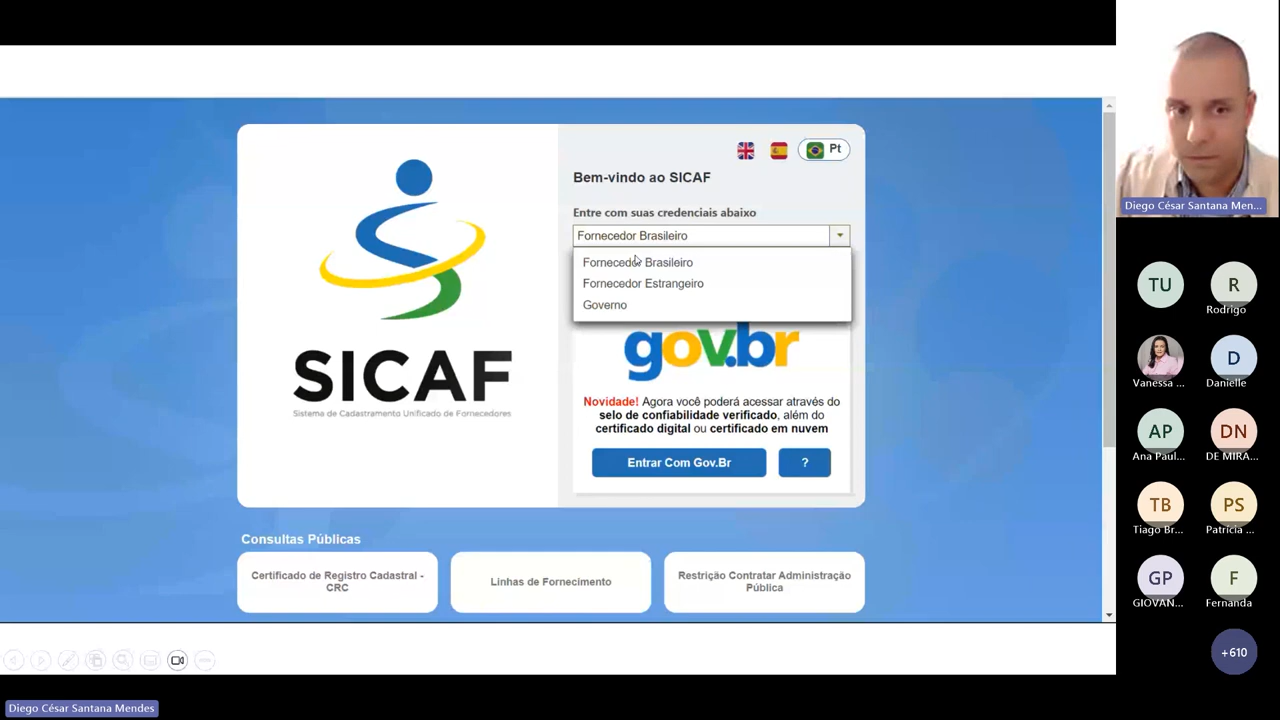 Pt
Bem-vindo ao SICAF
Entre com suas credenciais abaixo
Fornecedor Brasileiro
Fornecedor Brasileiro
Fornecedor Estrangeiro
Governo
SICAF
Sistema de Cadastramento Unificado de Fornecedores
gov.br
Novidade! Agora você poderá acessar através do
selo de confiabilidade verificado, além do
certificado digital ou certificado em nuvem
Entrar Com Gov.Br
?
Consultas Públicas
Certificado de Registro Cadastral -
CRC
Linhas de Fornecimento
Restrição Contratar Administração
Pública
Diego César Santana Men...
TU
R
Rodrigo
Vanessa ...
D
Danielle
AP
Ana Paul...
DN
DE MIRA...
TB
Tiago Br...
PS
Patrícia ...
GP
GIOVAN...
F
Fernanda
+610
Diego César Santana Mendes